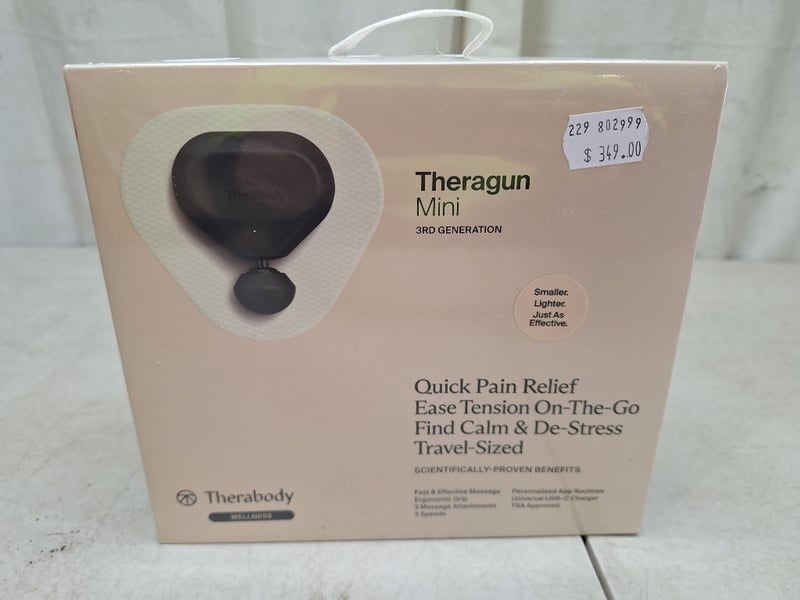 229 802999
$ 349.00
Therabody
Theragun
Mini
3RD GENERATION
Smaller.
Lighter.
Just As
Effective.
Quick Pain Relief
Ease Tension On-The-Go
Find Calm & De-Stress
Travel-Sized
SCIENTIFICALLY-PROVEN BENEFITS
Fast & Effective Massage
Ergonomic Grip
3 Massage Attachments
3 Speeds
Personalized App Routines
Universal USB-C Charger
TSA Approved
Therabody
WELLNESS